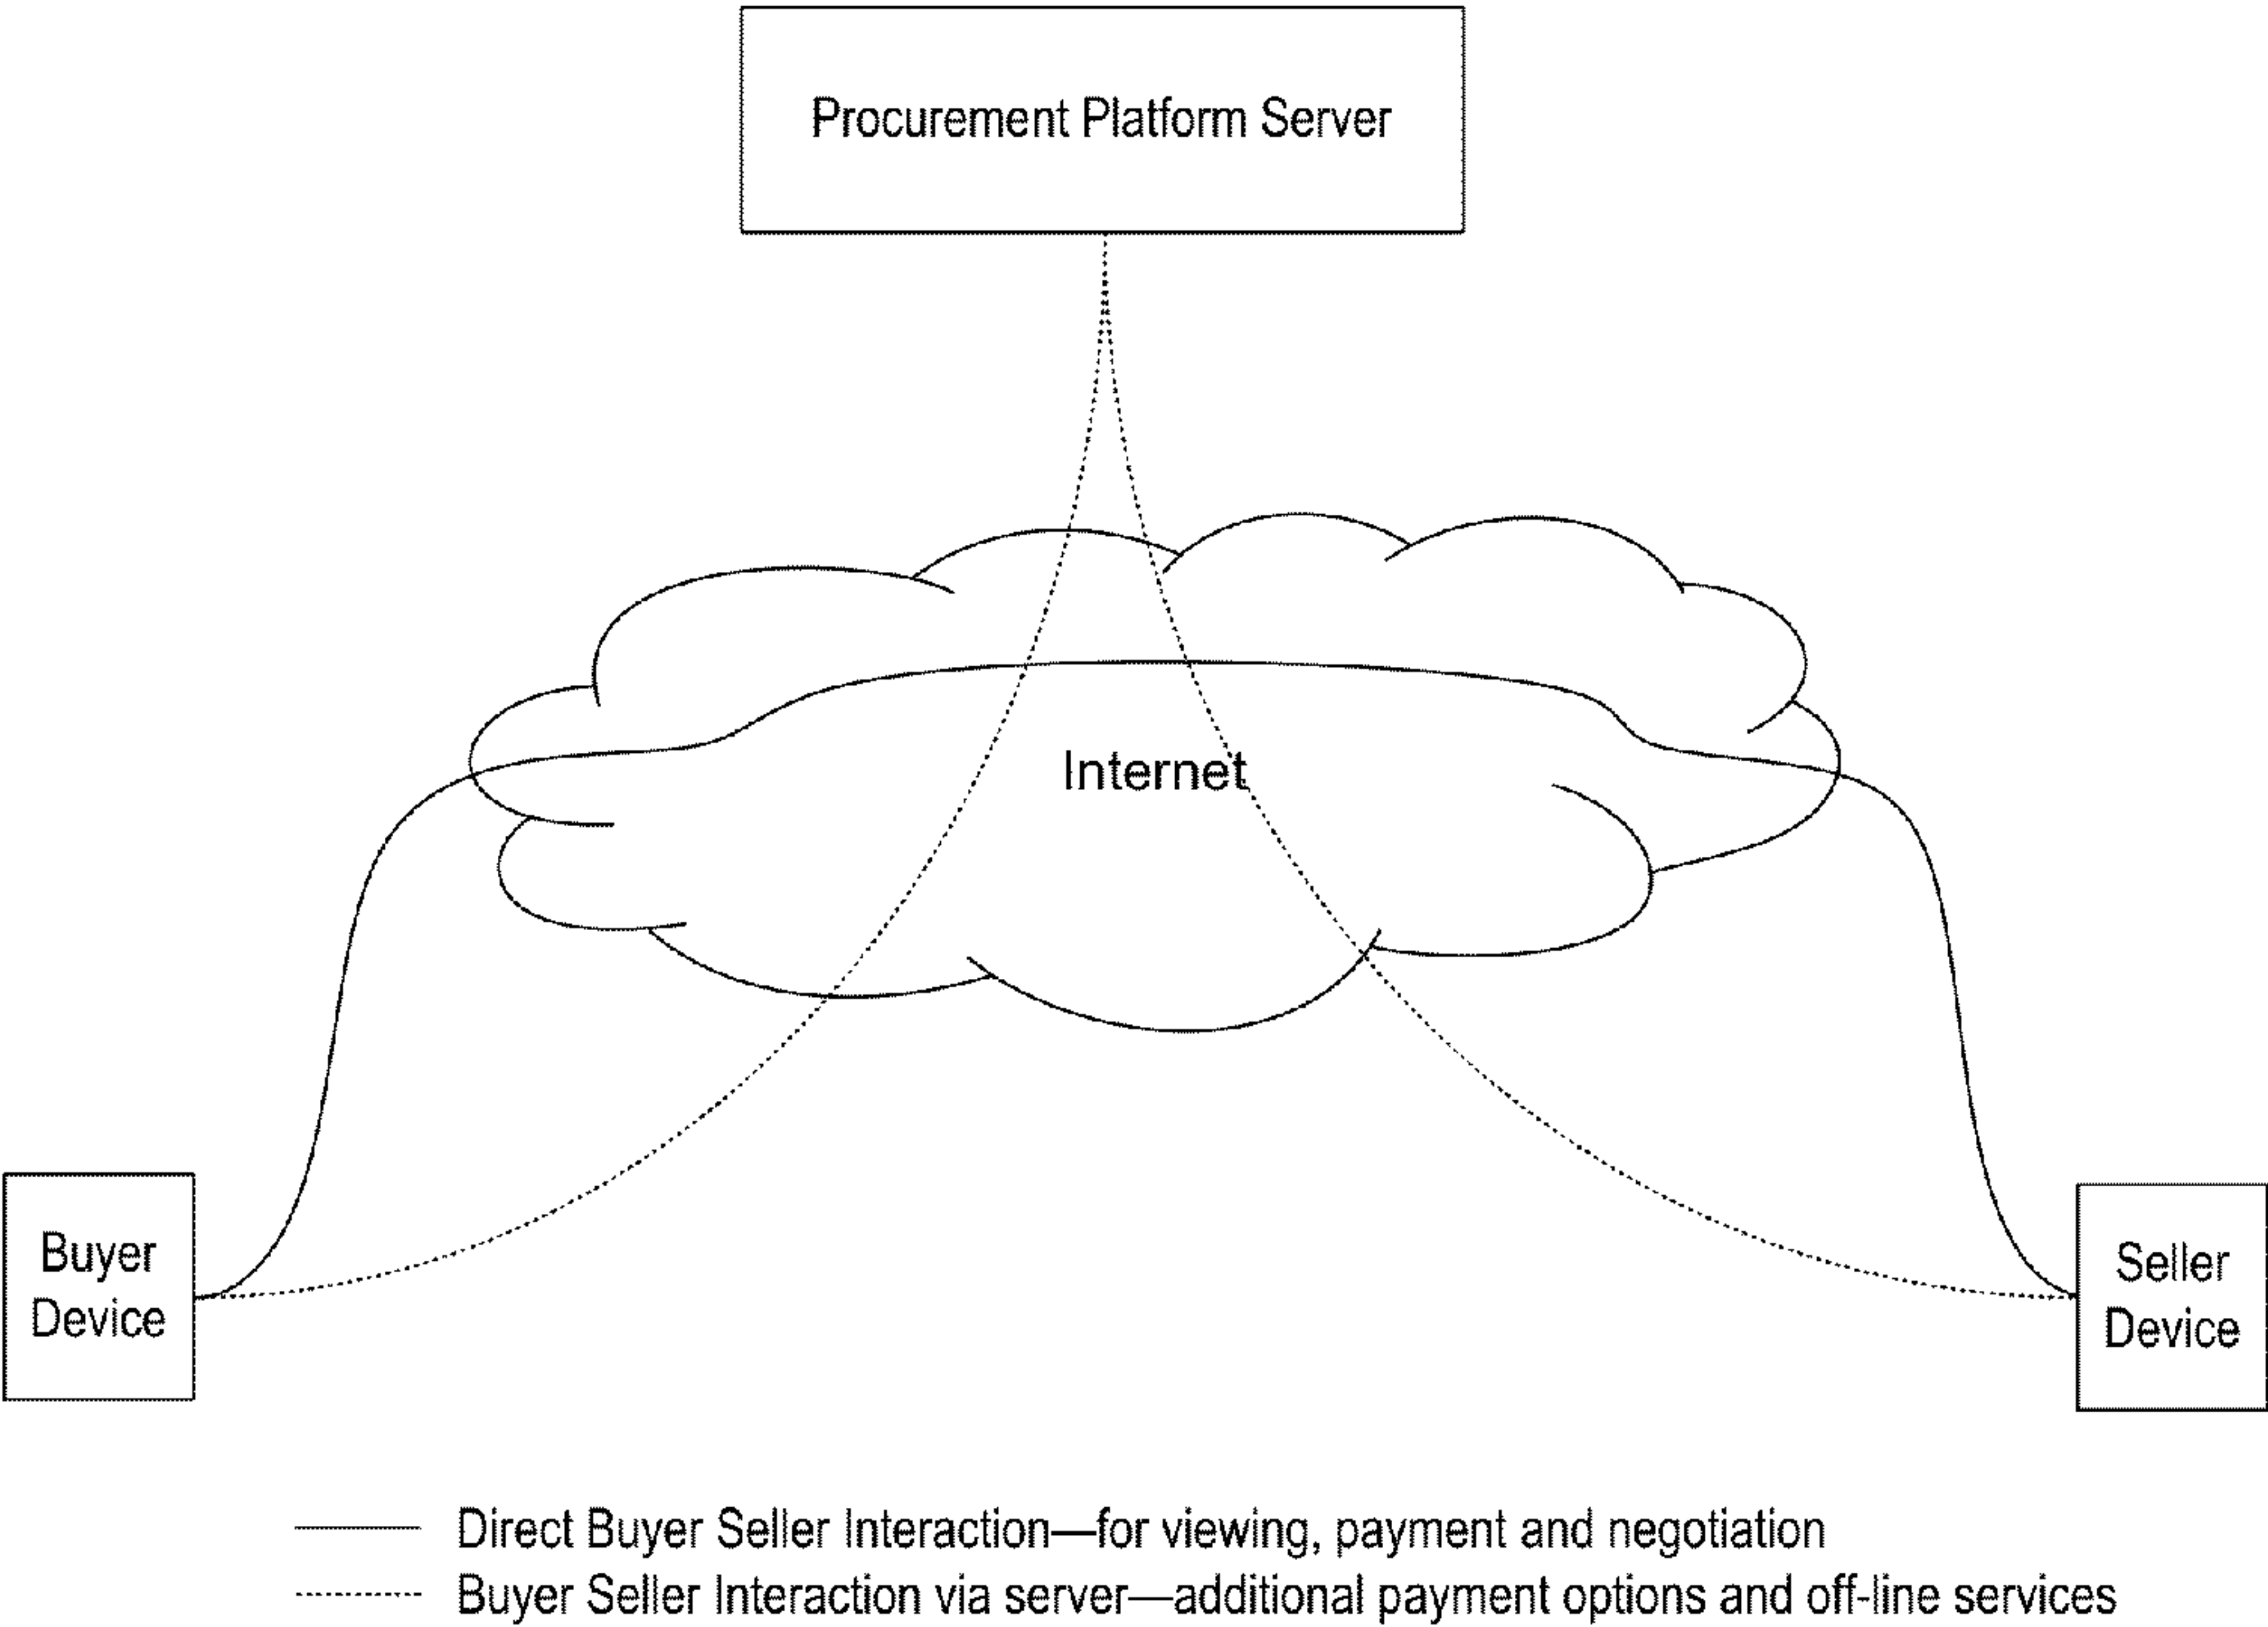 Procurement Platform Server
Internet
Buyer
Device
Seller
Device
Direct Buyer Seller Interaction—for viewing, payment and negotiation
Buyer Seller Interaction via server—additional payment options and off-line services